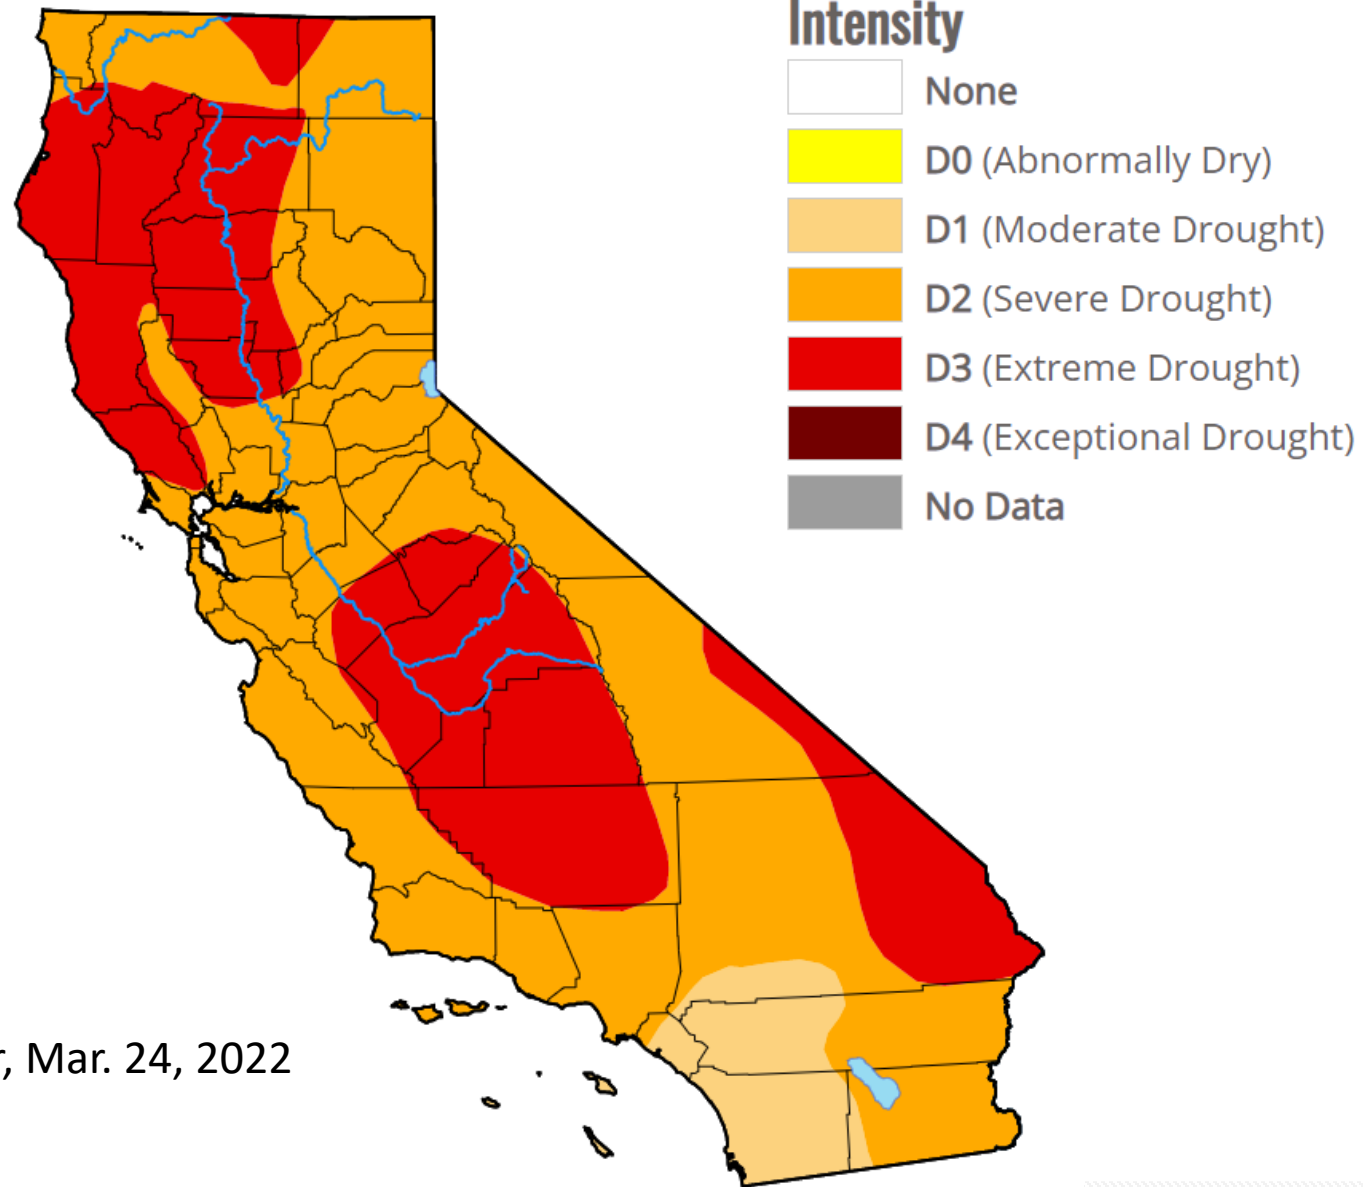 Intensity
None
D0 (Abnormally Dry)
D1 (Moderate Drought)
D2 (Severe Drought)
D3 (Extreme Drought)
D4 (Exceptional Drought)
No Data
, Mar. 24, 2022